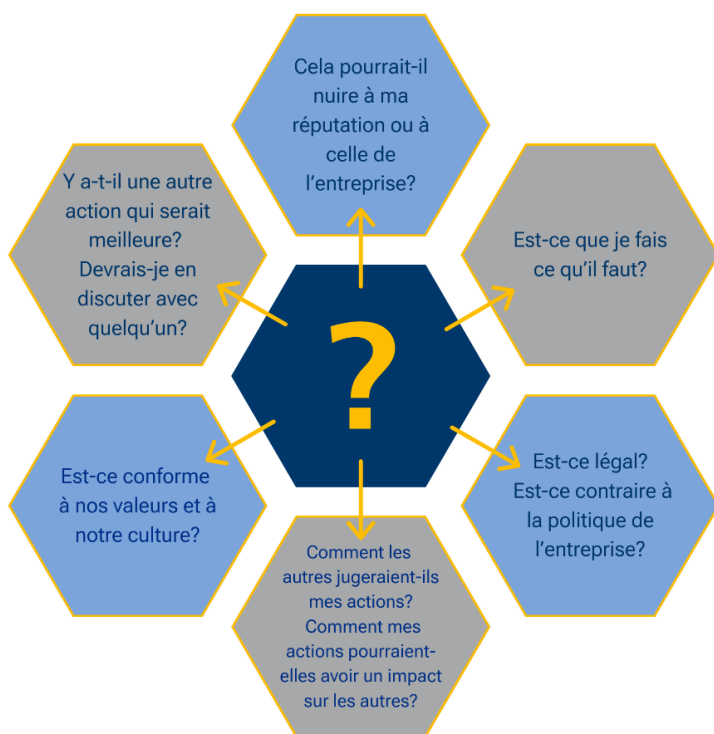 Cela pourrait-il
nuire à ma
réputation ou à
celle de
l'entreprise?
Y a-t-il une autre
action qui serait
meilleure?
Devrais-je en
discuter avec
quelqu'un?
Est-ce que je fais
ce qu'il faut?
?
Est-ce conforme
à nos valeurs et à
notre culture?
Est-ce légal?
Est-ce contraire à
la politique de
l'entreprise?
Comment les
autres jugeraient-ils
mes actions?
Comment mes
actions pourraient-
elles avoir un impact
sur les autres?